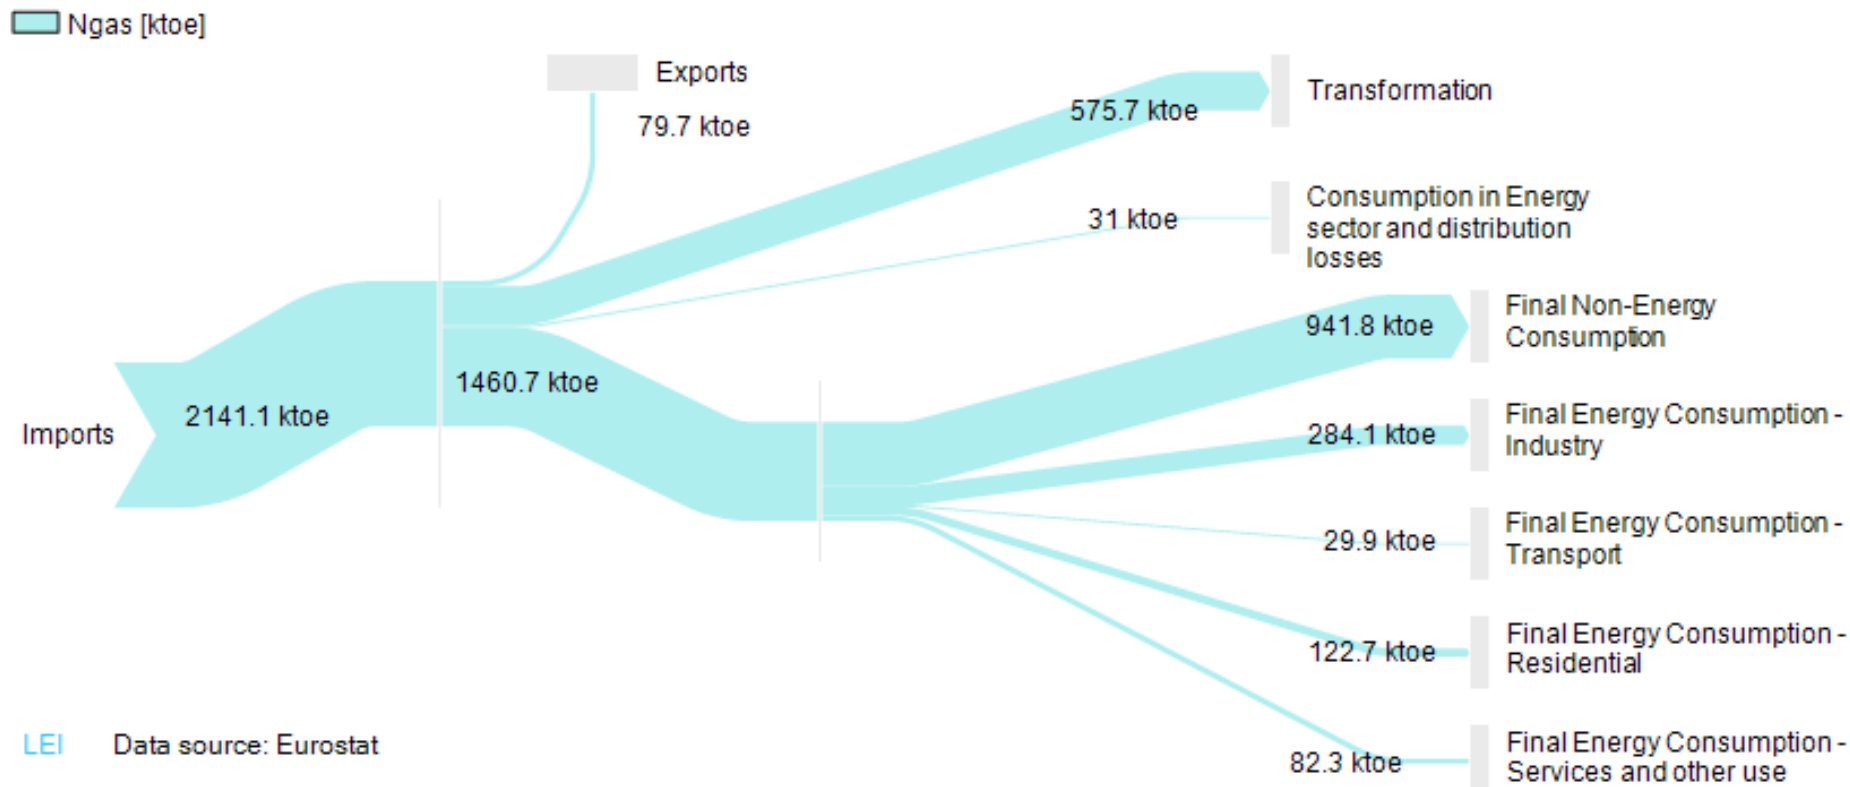 Ngas [ktoe]
Exports
79.7 ktoe
575.7 ktoe
Transformation
31 ktoe
Consumption in Energy
sector and distribution
losses
941.8 ktoe
Final Non-Energy
Consumption
1460.7 ktoe
2141.1 ktoe
Imports
284.1 ktoe
Final Energy Consumption -
Industry
29.9 ktoe
Final Energy Consumption -
Transport
122.7 ktoe
Final Energy Consumption -
Residential
82.3 ktoe
Final Energy Consumption -
Services and other use
LEI Data source: Eurostat